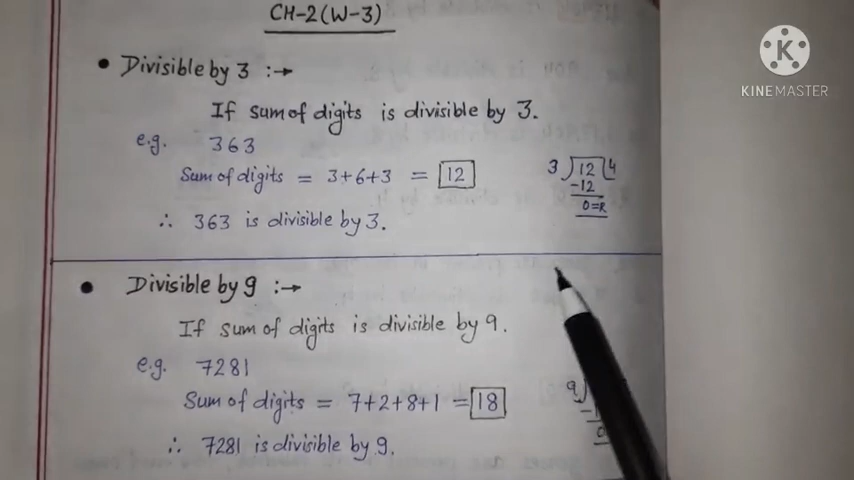 CH-2(W-3)
KINEMASTER
• Divisible by 3 :→
If sum of digits is divisible by 3.
e.g. 363
Sum of digits = 3+6+3 = 12
3) 12 (4
-12
0=R
∴ 363 is divisible by 3.
• Divisible by 9 :→
If sum of digits is divisible by 9.
e.g. 7281
Sum of digits = 7+2+8+1 = 18
9)
∴ 7281 is divisible by 9.